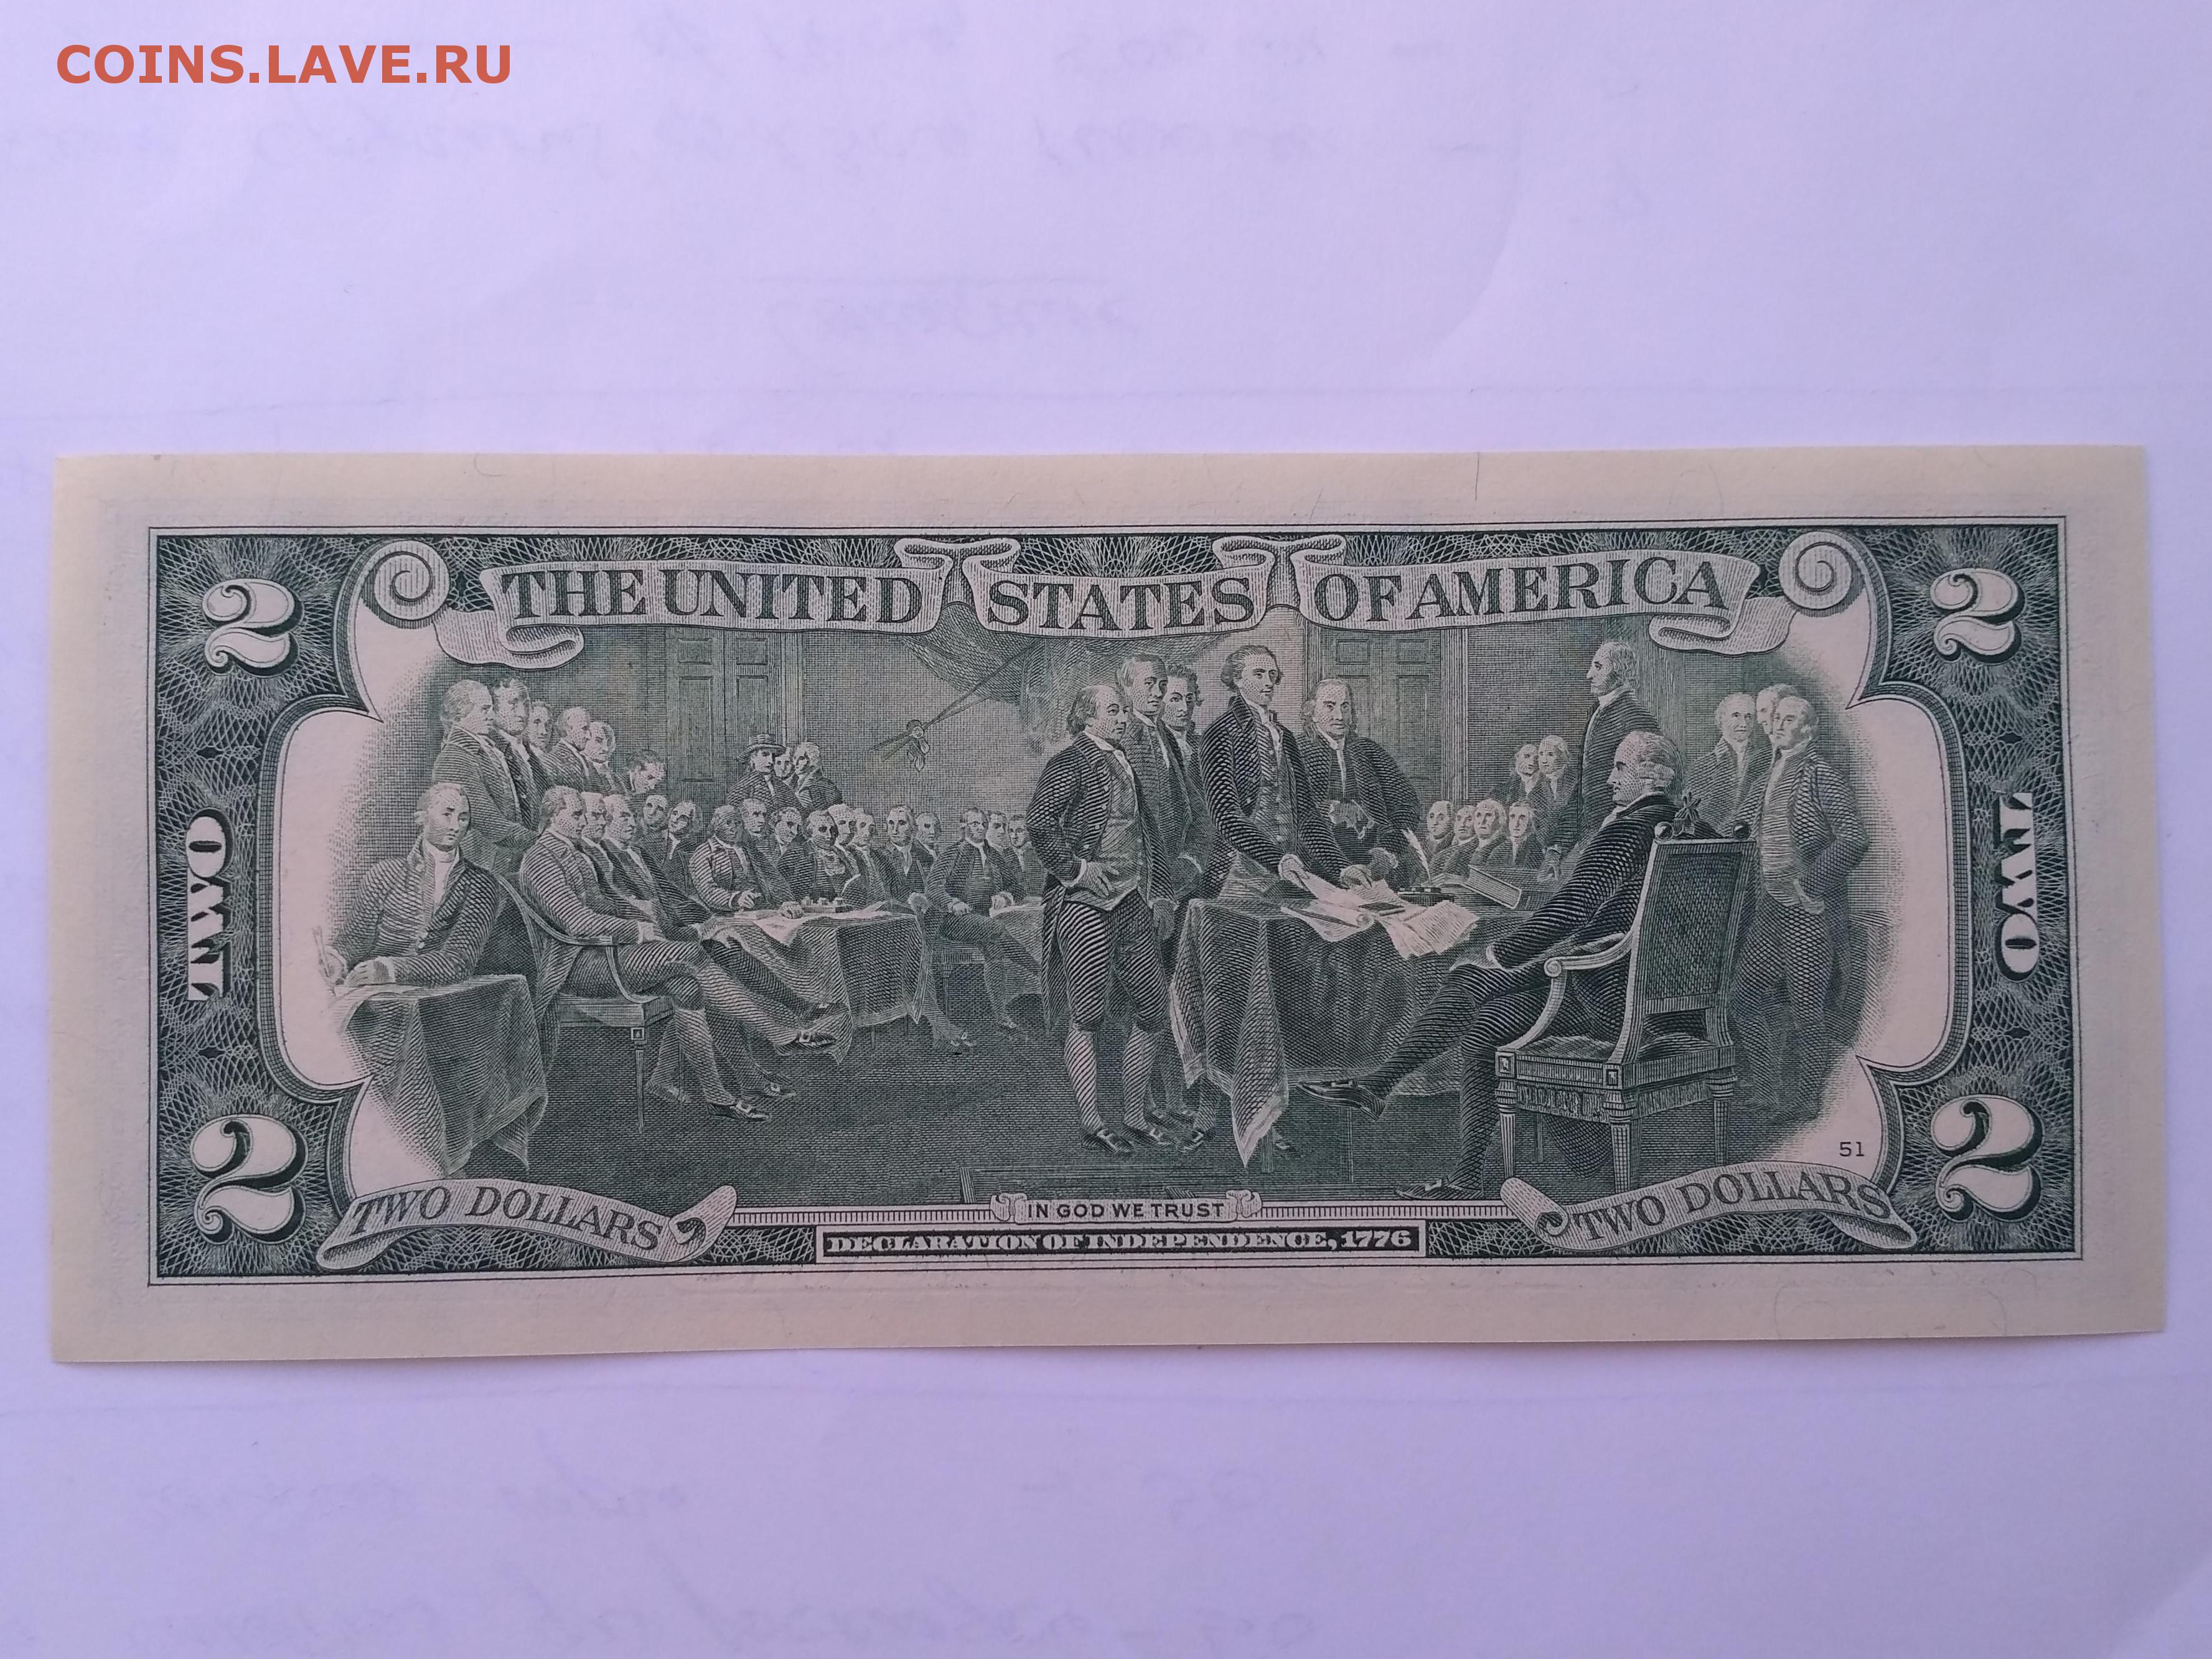 COINS.LAVE.RU
THE UNITED STATES OF AMERICA
2 2
TWO TWO
51
2 2
TWO DOLLARS IN GOD WE TRUST TWO DOLLARS
DECLARATION OF INDEPENDENCE, 1776